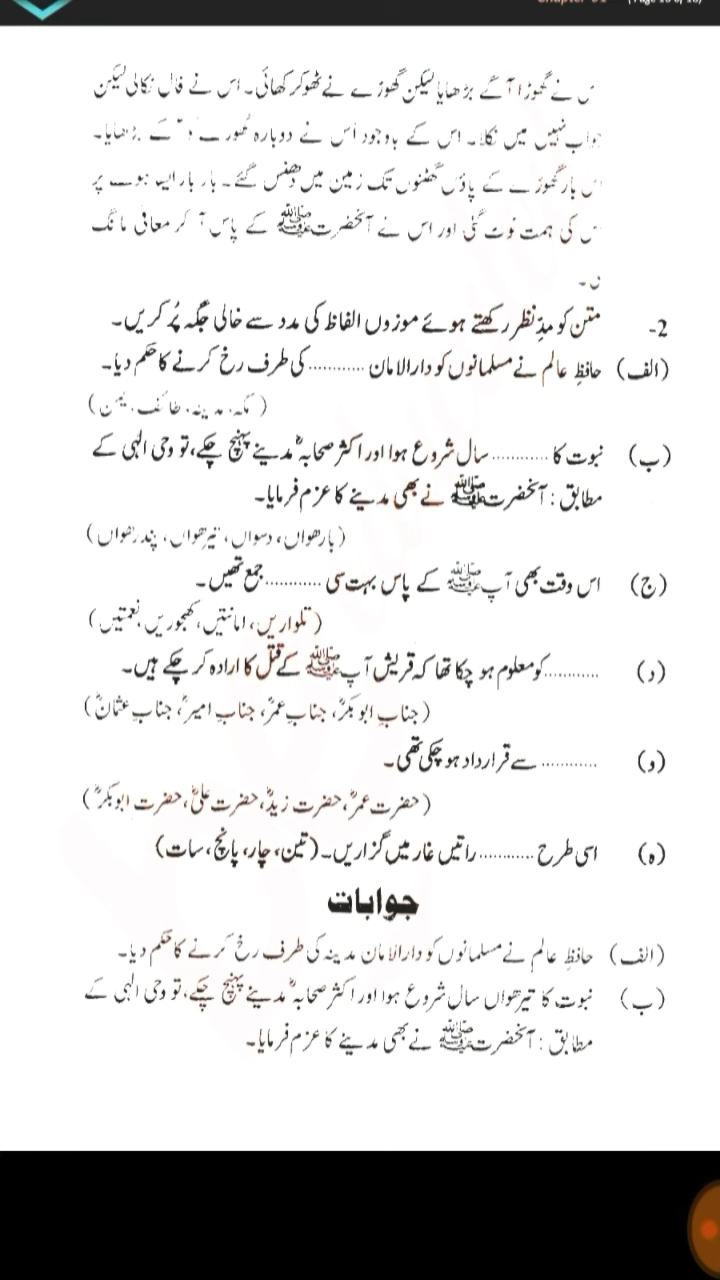 نے گھوڑا آگے بڑھایا لیکن گھوڑے نے ٹھوکر کھائی۔ اس نے فال نکالی لیکن
جواب نہیں میں نکلا۔ اس کے باوجود اُس نے دوبارہ بڑھایا۔
اس بار گھوڑے کے پاؤں گھٹنوں تک زمین میں دھنس گئے۔ بار بار ایسا ہونے پر
کی ہمت ٹوٹ گئی اور اس نے آنحضرت ﷺ کے پاس آ کر معافی مانگ
2- متن کو مدِّنظر رکھتے ہوئے موزوں الفاظ کی مدد سے خالی جگہ پُر کریں۔
(الف) حافظِ عالم نے مسلمانوں کو دارالامان ............ کی طرف رخ کرنے کا حکم دیا۔
(مکہ، مدینہ، طائف، یمن)
(ب) نبوت کا ............ سال شروع ہوا اور اکثر صحابہؓ مدینے پہنچ چکے، تو وحی الٰہی کے
مطابق: آنحضرت ﷺ نے بھی مدینے کا عزم فرمایا۔
(بارھواں، دسواں، تیرھواں، پندرھواں)
(ج) اس وقت بھی آپ ﷺ کے پاس بہت سی ............ جمع تھیں۔
(تلواریں، امانتیں، کھجوریں، نعمتیں)
(د) ............ کو معلوم ہو چکا تھا کہ قریش آپ ﷺ کے قتل کا ارادہ کر چکے ہیں۔
(جناب ابوبکرؓ، جناب عمرؓ، جناب امیرؓ، جناب عثمانؓ)
(و) ............ سے قرارداد ہو چکی تھی۔
(حضرت عمرؓ، حضرت زیدؓ، حضرت علیؓ، حضرت ابوبکرؓ)
(ہ) اسی طرح ............ راتیں غار میں گزاریں۔ (تین، چار، پانچ، سات)
جوابات
(الف) حافظِ عالم نے مسلمانوں کو دارالامان مدینہ کی طرف رخ کرنے کا حکم دیا۔
(ب) نبوت کا تیرھواں سال شروع ہوا اور اکثر صحابہؓ مدینے پہنچ چکے، تو وحی الٰہی کے
مطابق: آنحضرت ﷺ نے بھی مدینے کا عزم فرمایا۔